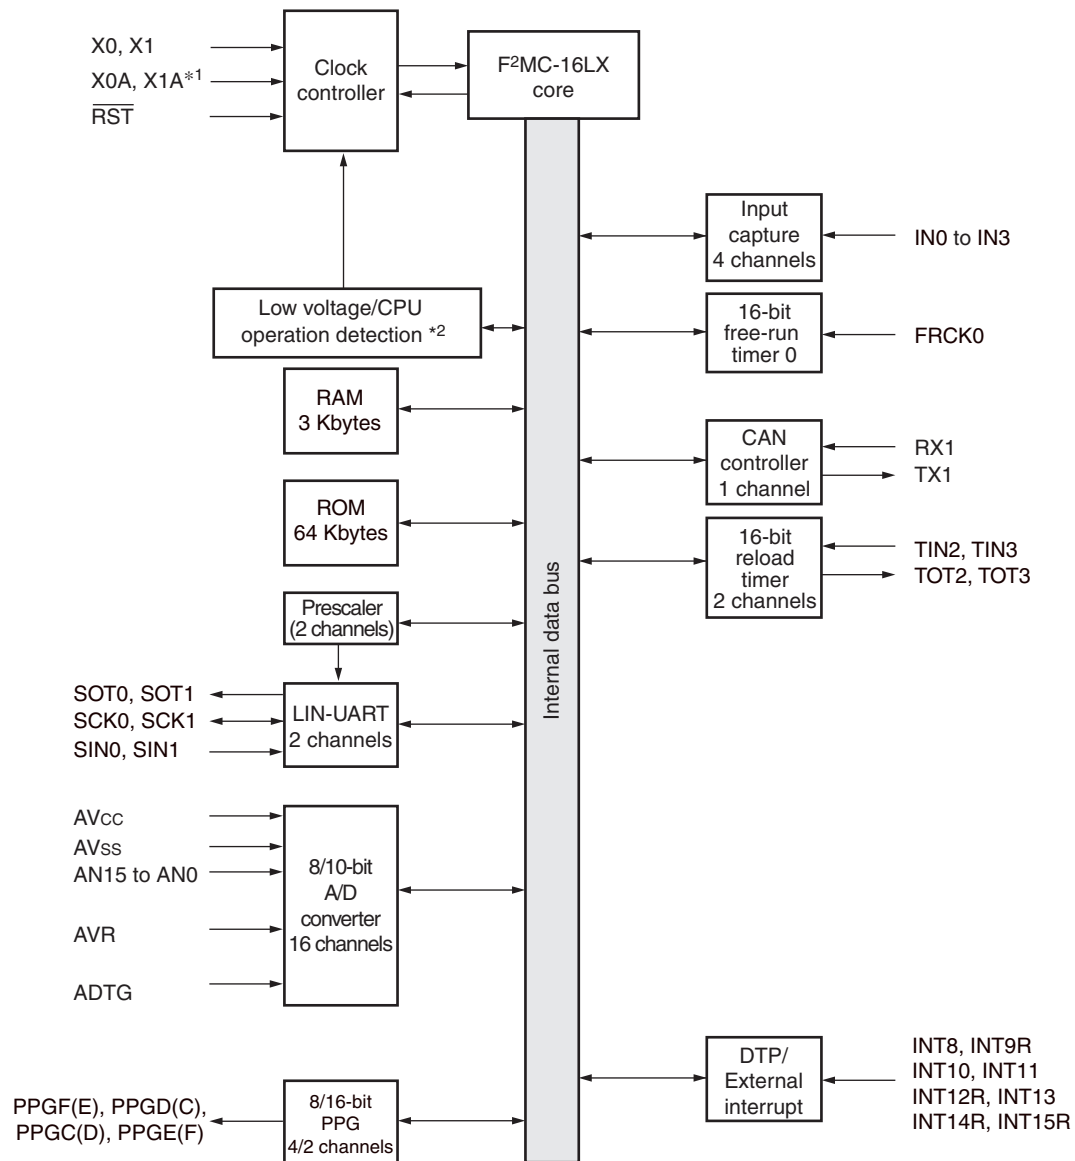 X0, X1
X0A, X1A*1
RST
Clock
controller
F2MC-16LX
core
Input
capture
4 channels
IN0 to IN3
Low voltage/CPU
operation detection *2
16-bit
free-run
timer 0
FRCK0
RAM
3 Kbytes
CAN
controller
1 channel
RX1
TX1
ROM
64 Kbytes
16-bit
reload
timer
2 channels
TIN2, TIN3
TOT2, TOT3
Internal data bus
Prescaler
(2 channels)
SOT0, SOT1
SCK0, SCK1
SIN0, SIN1
LIN-UART
2 channels
AVCC
AVSS
AN15 to AN0
AVR
ADTG
8/10-bit
A/D
converter
16 channels
DTP/
External
interrupt
INT8, INT9R
INT10, INT11
INT12R, INT13
INT14R, INT15R
PPGF(E), PPGD(C),
PPGC(D), PPGE(F)
8/16-bit
PPG
4/2 channels